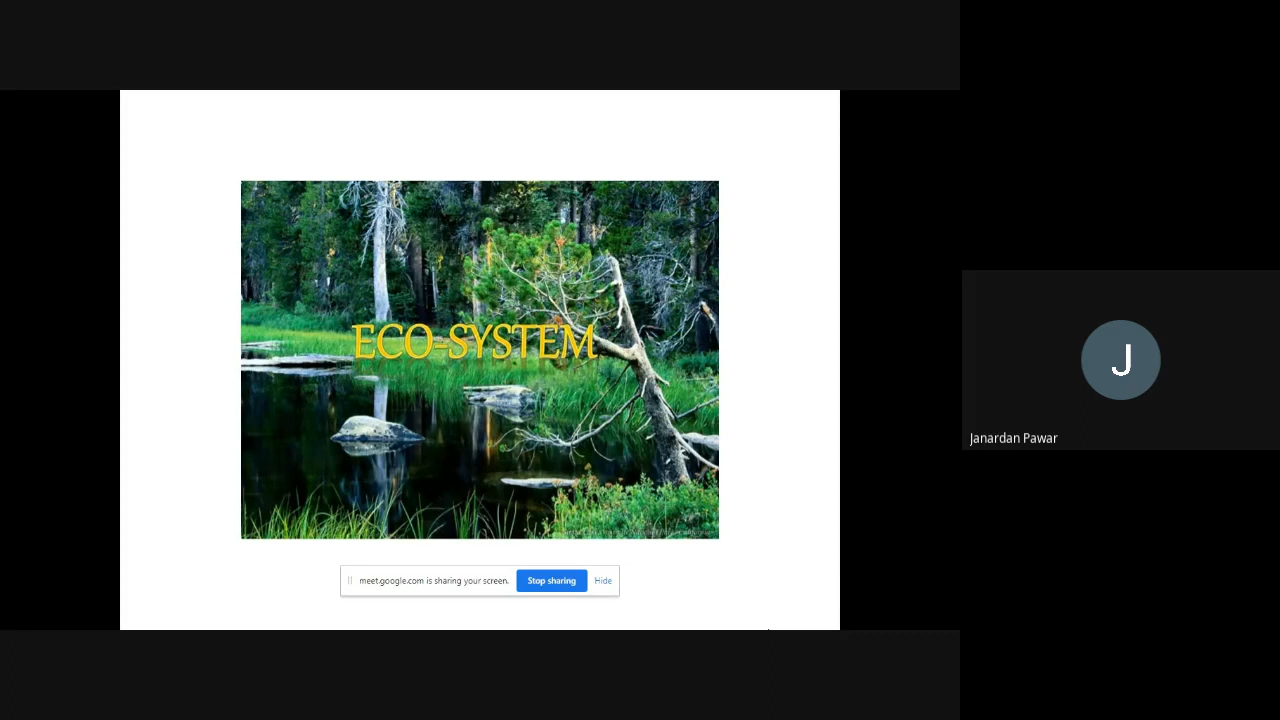 ECO-SYSTEM
meet.google.com is sharing your screen.
Stop sharing
Hide
J
Janardan Pawar